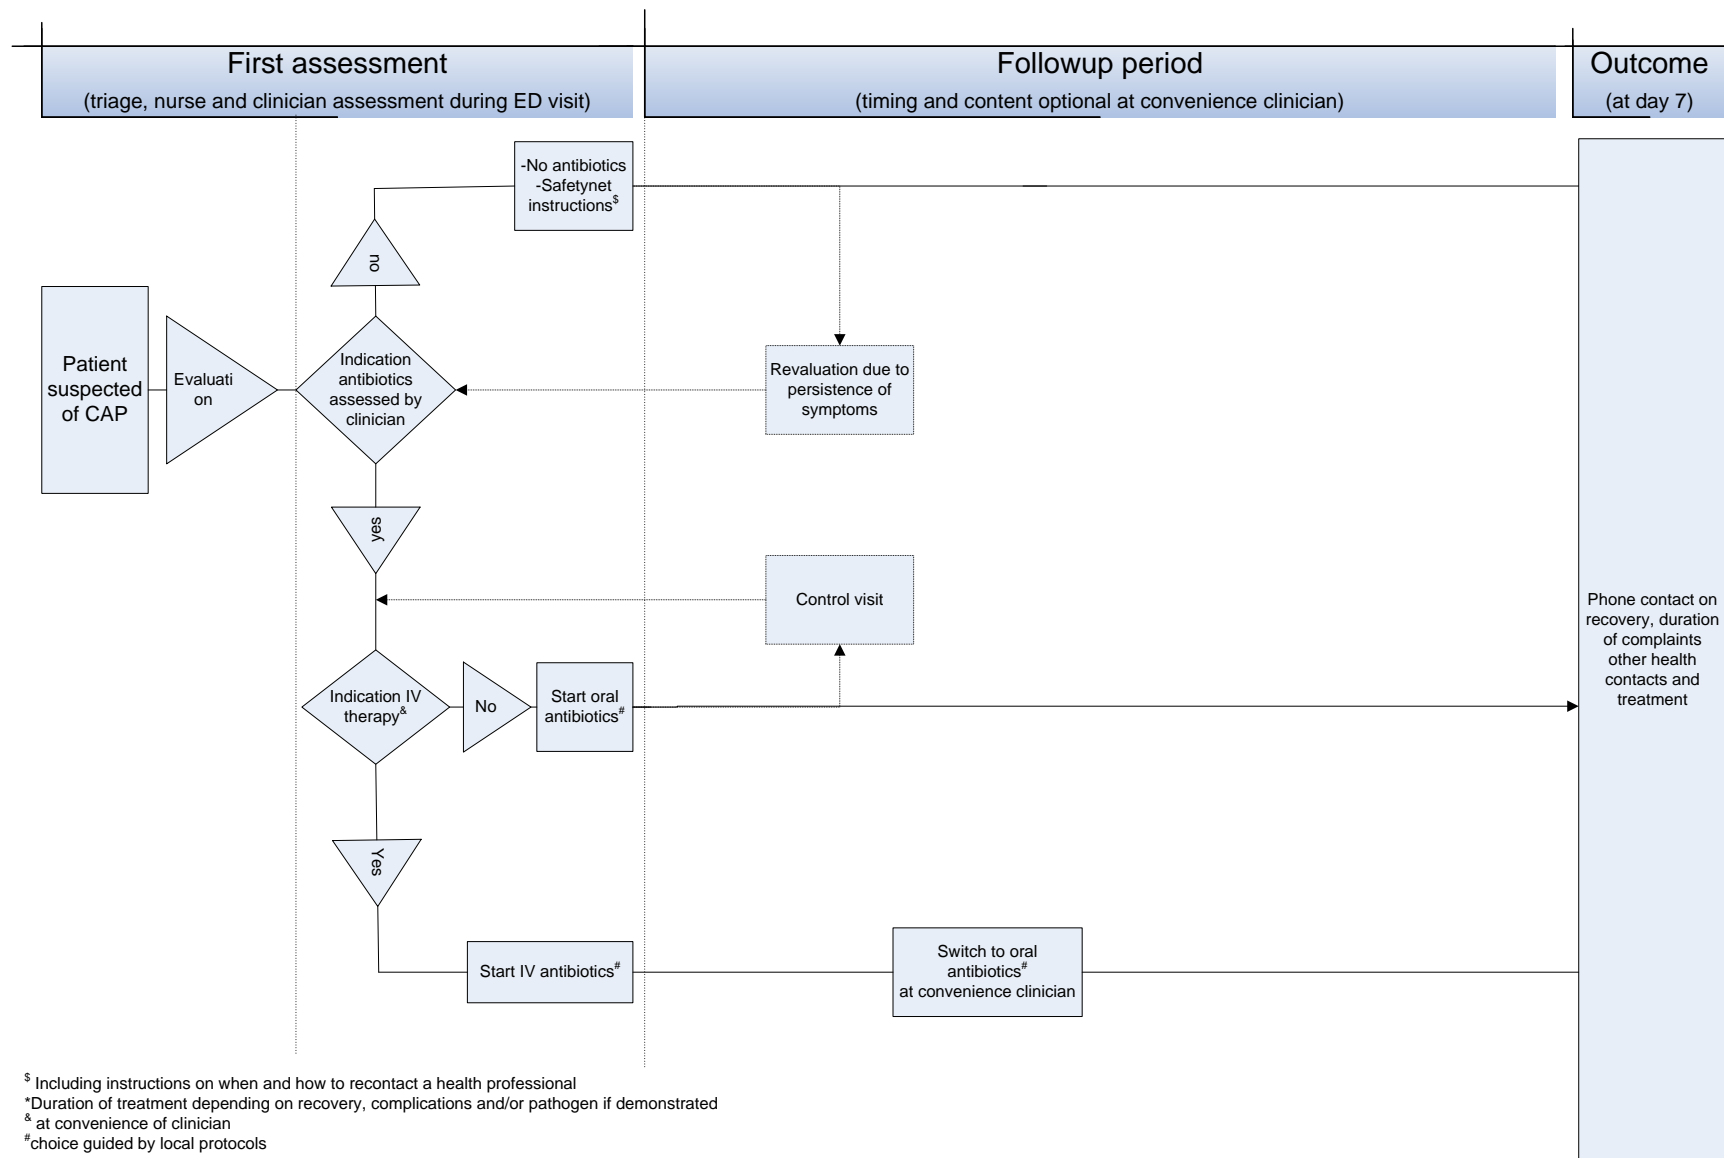 First assessment
(triage, nurse and clinician assessment during ED visit)
Followup period
(timing and content optional at convenience clinician)
Outcome
(at day 7)
-No antibiotics
-Safetynet
instructions$
no
Patient
suspected
of CAP
Evaluati
on
Indication
antibiotics
assessed by
clinician
Revaluation due to
persistence of
symptoms
yes
Control visit
Indication IV
therapy&
No
Start oral
antibiotics#
Phone contact on
recovery, duration
of complaints
other health
contacts and
treatment
Yes
Start IV antibiotics#
Switch to oral
antibiotics#
at convenience clinician
$ Including instructions on when and how to recontact a health professional
*Duration of treatment depending on recovery, complications and/or pathogen if demonstrated
& at convenience of clinician
#choice guided by local protocols